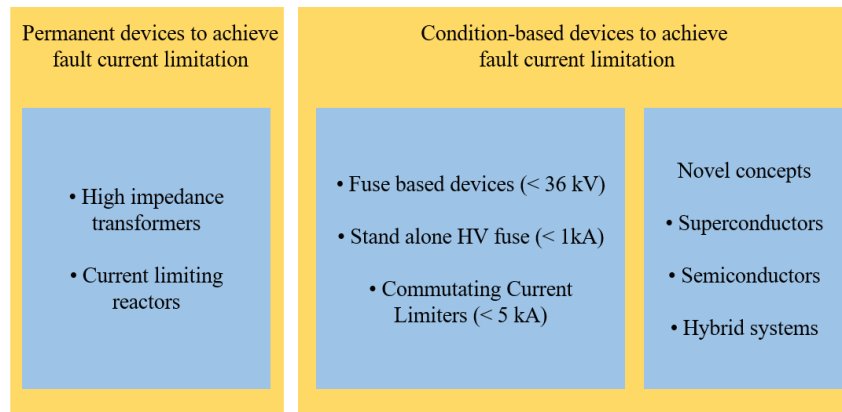 Permanent devices to achieve
fault current limitation
• High impedance
transformers
• Current limiting
reactors
Condition-based devices to achieve
fault current limitation
• Fuse based devices (< 36 kV)
• Stand alone HV fuse (< 1kA)
• Commutating Current
Limiters (< 5 kA)
Novel concepts
• Superconductors
• Semiconductors
• Hybrid systems